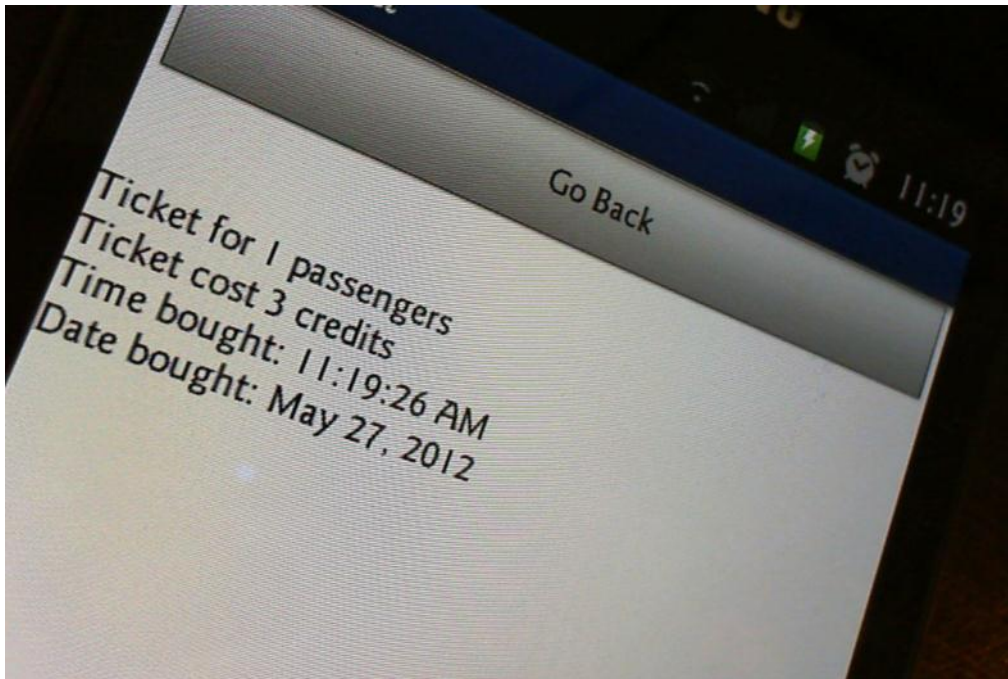 11:19
Go Back
Ticket for 1 passengers
Ticket cost 3 credits
Time bought: 11:19:26 AM
Date bought: May 27, 2012